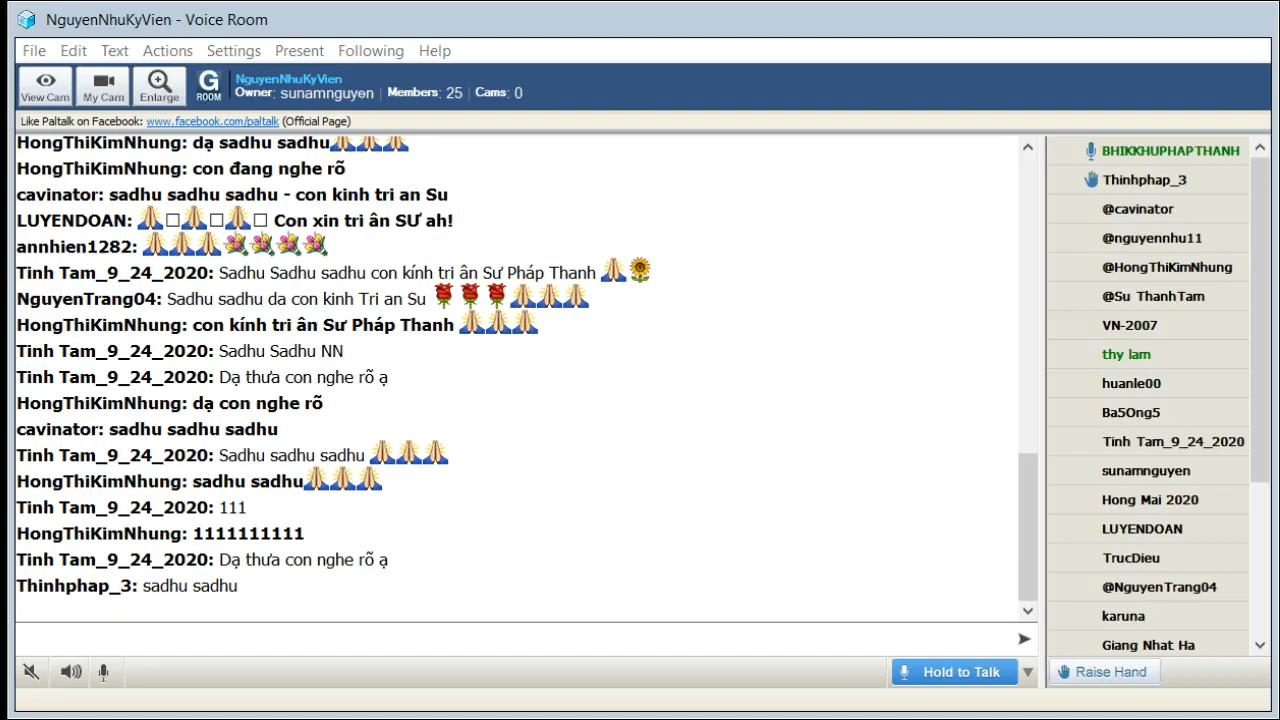 NguyenNhuKyVien - Voice Room
File Edit Text Actions Settings Present Following Help
View Cam My Cam Enlarge G ROOM
NguyenNhuKyVien
Owner: sunamnguyen Members: 25 Cams: 0
Like Paltalk on Facebook: www.facebook.com/paltalk (Official Page)
HongThiKimNhung: dạ sadhu sadhu🙏🙏🙏
HongThiKimNhung: con đang nghe rõ
cavinator: sadhu sadhu sadhu - con kinh tri an Su
LUYENDOAN: 🙏□🙏□🙏□ Con xin tri ân SƯ ah!
annhien1282: 🙏🙏🙏💐💐💐💐
Tinh Tam_9_24_2020: Sadhu Sadhu sadhu con kính tri ân Sư Pháp Thanh 🙏🌻
NguyenTrang04: Sadhu sadhu da con kinh Tri an Su 🌹🌹🌹🙏🙏🙏
HongThiKimNhung: con kính tri ân Sư Pháp Thanh 🙏🙏🙏
Tinh Tam_9_24_2020: Sadhu Sadhu NN
Tinh Tam_9_24_2020: Dạ thưa con nghe rõ ạ
HongThiKimNhung: dạ con nghe rõ
cavinator: sadhu sadhu sadhu
Tinh Tam_9_24_2020: Sadhu sadhu sadhu 🙏🙏🙏
HongThiKimNhung: sadhu sadhu🙏🙏🙏
Tinh Tam_9_24_2020: 111
HongThiKimNhung: 1111111111
Tinh Tam_9_24_2020: Dạ thưa con nghe rõ ạ
Thinhphap_3: sadhu sadhu
BHIKKHUPHAPTHANH
Thinhphap_3
@cavinator
@nguyennhu11
@HongThiKimNhung
@Su ThanhTam
VN-2007
thy lam
huanle00
Ba5Ong5
Tinh Tam_9_24_2020
sunamnguyen
Hong Mai 2020
LUYENDOAN
TrucDieu
@NguyenTrang04
karuna
Giang Nhat Ha
Hold to Talk
Raise Hand